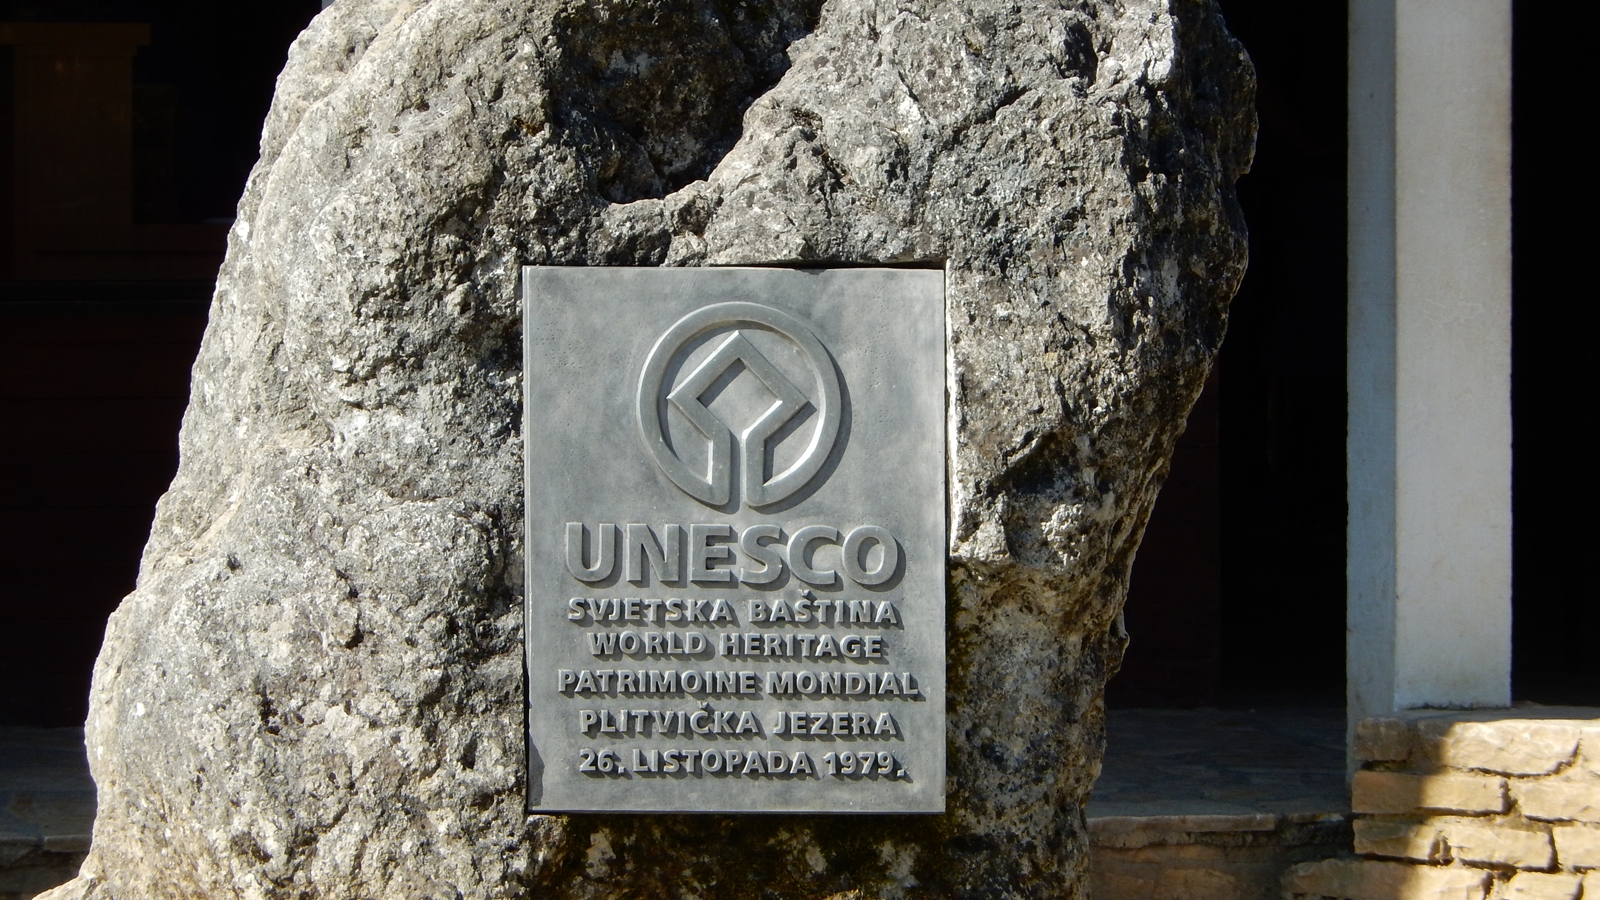 UNESCO
SVJETSKA BAŠTINA
WORLD HERITAGE
PATRIMOINE MONDIAL
PLITVIČKA JEZERA
26. LISTOPADA 1979.